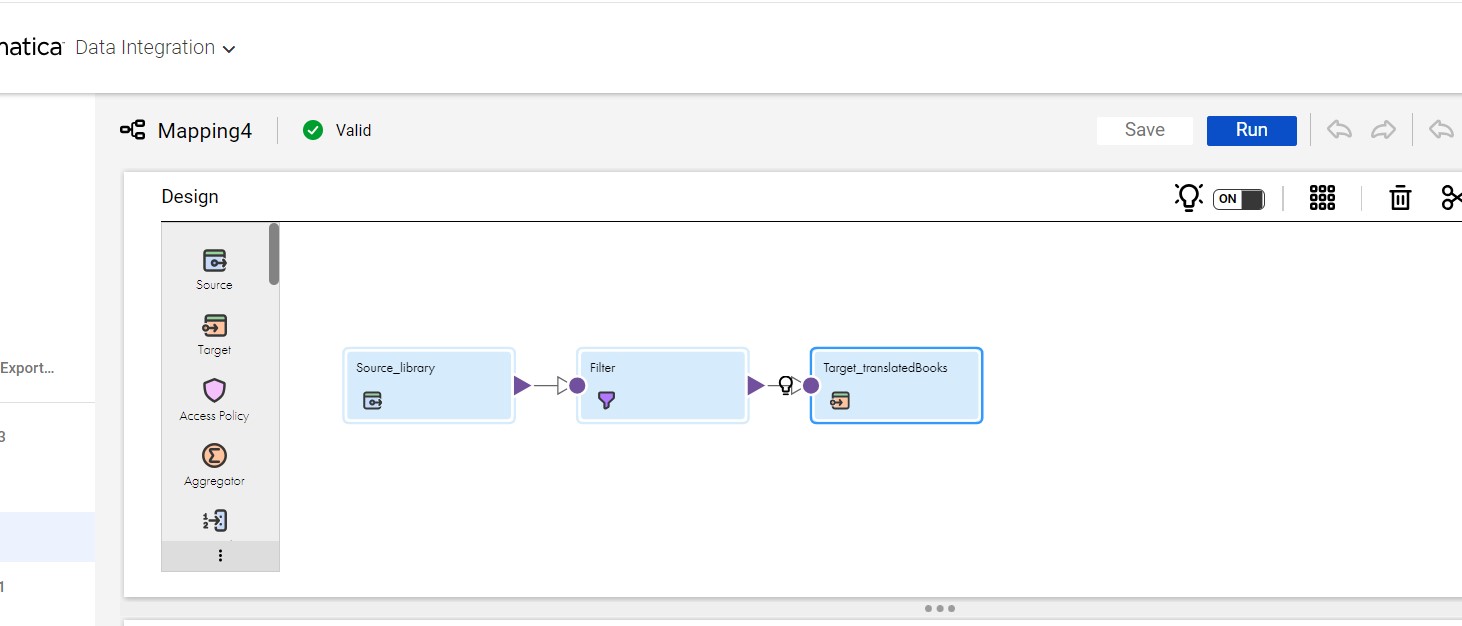 matica Data Integration
Mapping4 Valid Save Run
Design ON
Source
Target
Access Policy
Aggregator
Source_library Filter Target_translatedBooks
Export...
3
1